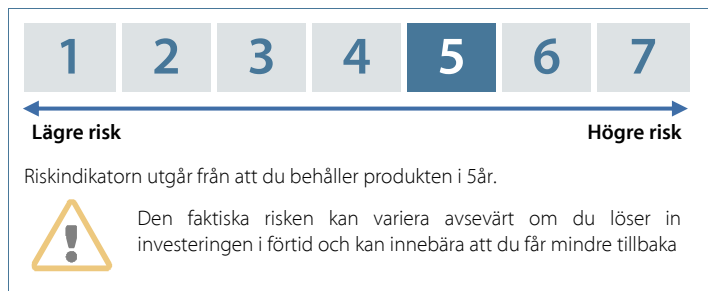 1 2 3 4 5 6 7
Lägre risk Högre risk
Riskindikatorn utgår från att du behåller produkten i 5år.
Den faktiska risken kan variera avsevärt om du löser in
investeringen i förtid och kan innebära att du får mindre tillbaka